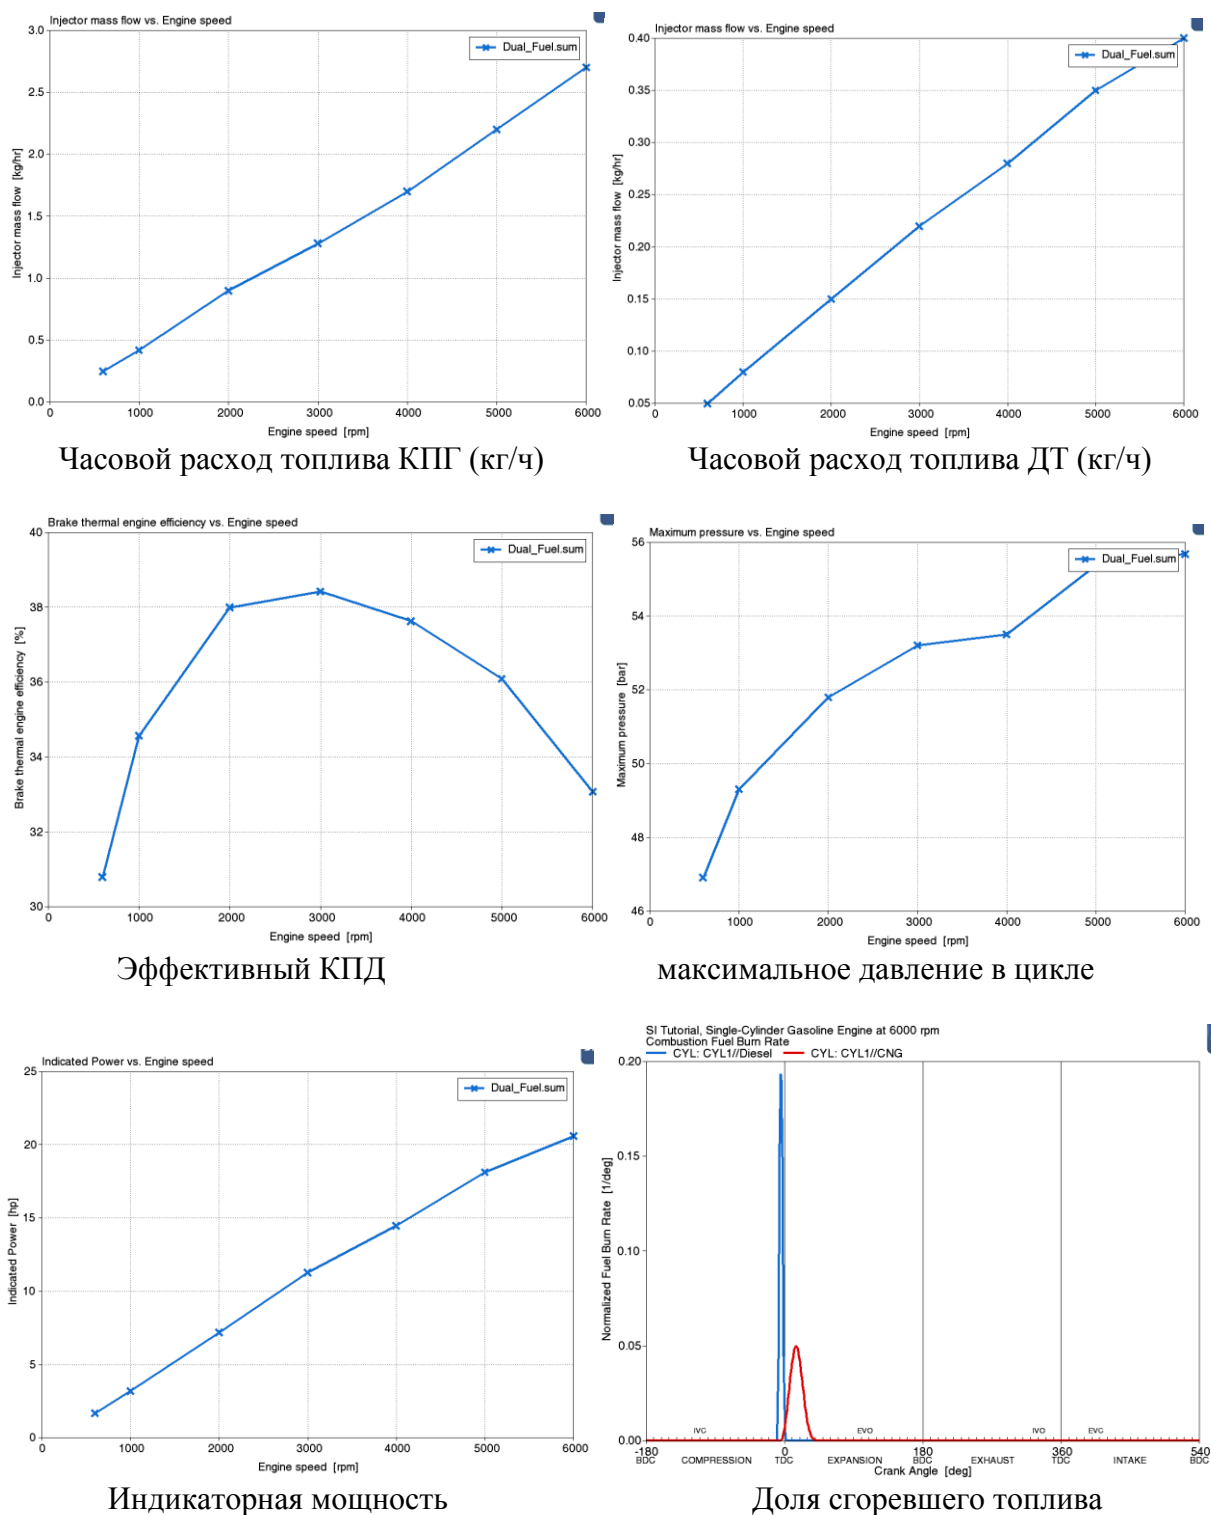 Injector mass flow vs. Engine speed
3.0
2.5
2.0
1.5
1.0
0.5
0.0
Injector mass flow [kg/hr]
Dual_Fuel.sum
0 1000 2000 3000 4000 5000 6000
Engine speed [rpm]
Часовой расход топлива КПГ (кг/ч)
Injector mass flow vs. Engine speed
0.40
0.35
0.30
0.25
0.20
0.15
0.10
0.05
Injector mass flow [kg/hr]
Dual_Fuel.sum
0 1000 2000 3000 4000 5000 6000
Engine speed [rpm]
Часовой расход топлива ДТ (кг/ч)
Brake thermal engine efficiency vs. Engine speed
40
38
36
34
32
30
Brake thermal engine efficiency [%]
Dual_Fuel.sum
0 1000 2000 3000 4000 5000 6000
Engine speed [rpm]
Эффективный КПД
Maximum pressure vs. Engine speed
56
54
52
50
48
46
Maximum pressure [bar]
Dual_Fuel.sum
0 1000 2000 3000 4000 5000 6000
Engine speed [rpm]
максимальное давление в цикле
Indicated Power vs. Engine speed
25
20
15
10
5
0
Indicated Power [hp]
Dual_Fuel.sum
0 1000 2000 3000 4000 5000 6000
Engine speed [rpm]
Индикаторная мощность
SI Tutorial, Single-Cylinder Gasoline Engine at 6000 rpm
Combustion Fuel Burn Rate
CYL: CYL1//Diesel CYL: CYL1//CNG
0.20
0.15
0.10
0.05
0.00
Normalized Fuel Burn Rate [1/deg]
IVC EVO IVO EVC
-180 0 180 360 540
BDC COMPRESSION TDC EXPANSION BDC EXHAUST TDC INTAKE BDC
Crank Angle [deg]
Доля сгоревшего топлива